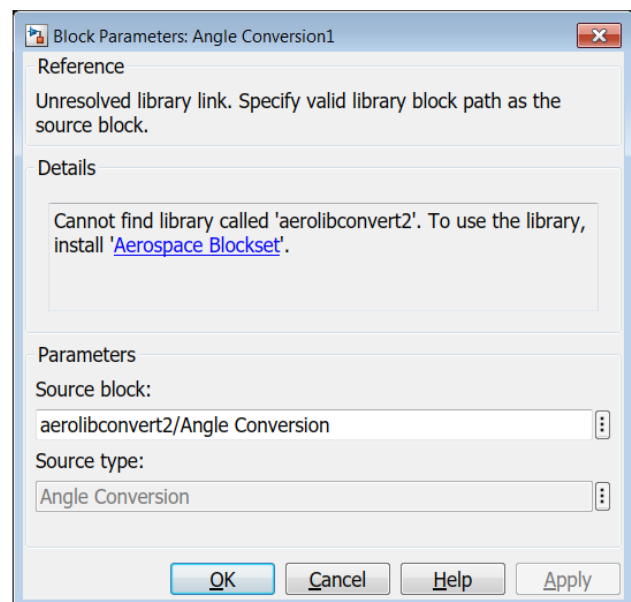 Block Parameters: Angle Conversion1
Reference
Unresolved library link. Specify valid library block path as the
source block.
Details
Cannot find library called 'aerolibconvert2'. To use the library,
install 'Aerospace Blockset'.
Parameters
Source block:
aerolibconvert2/Angle Conversion
Source type:
Angle Conversion
OK Cancel Help Apply